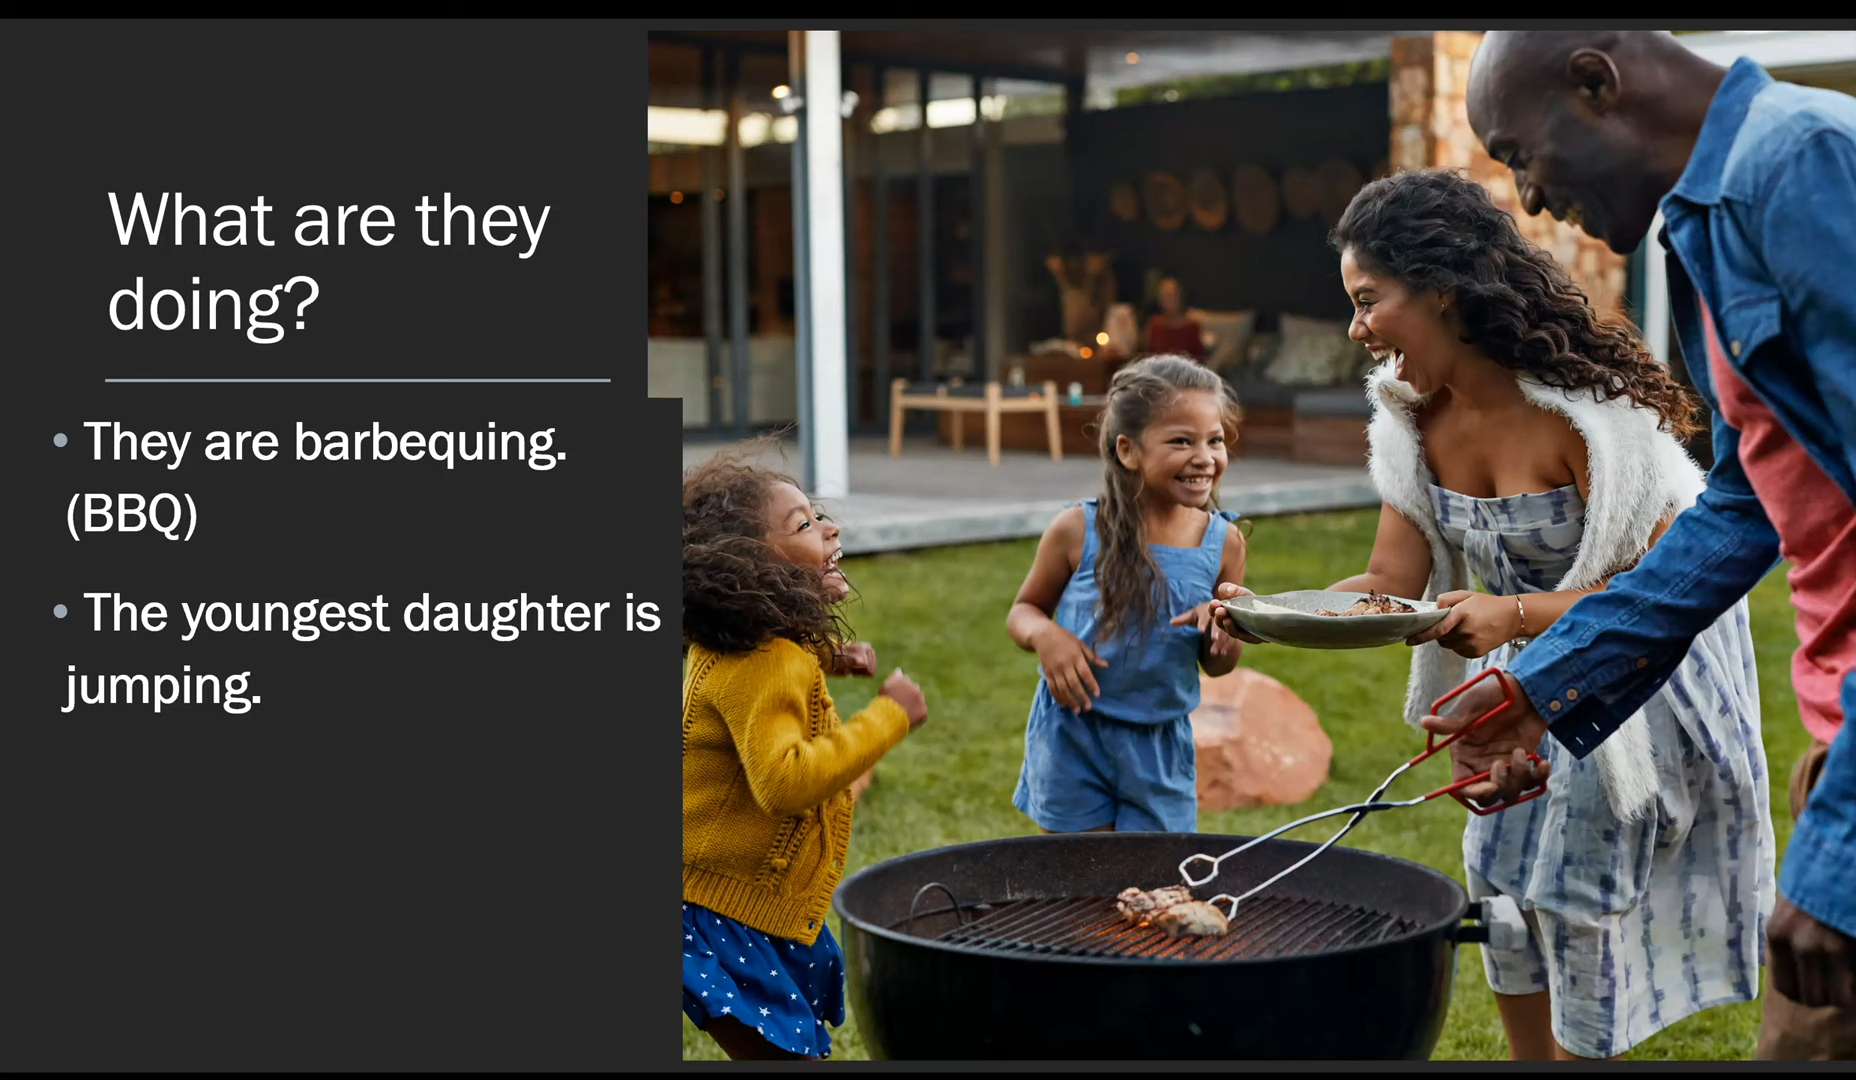 What are they
doing?
• They are barbequing.
(BBQ)
• The youngest daughter is
jumping.